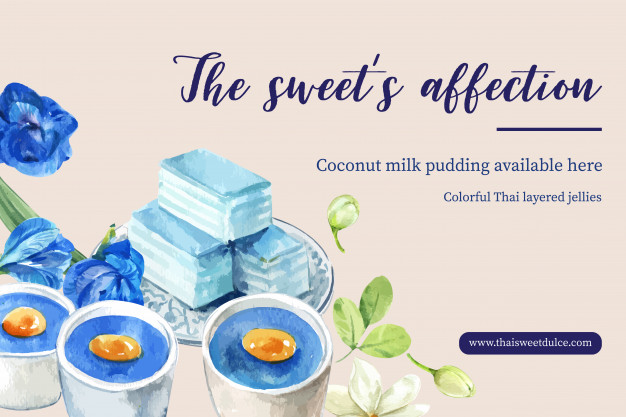 The sweet's affection
Coconut milk pudding available here
Colorful Thai layered jellies
www.thaisweetdulce.com